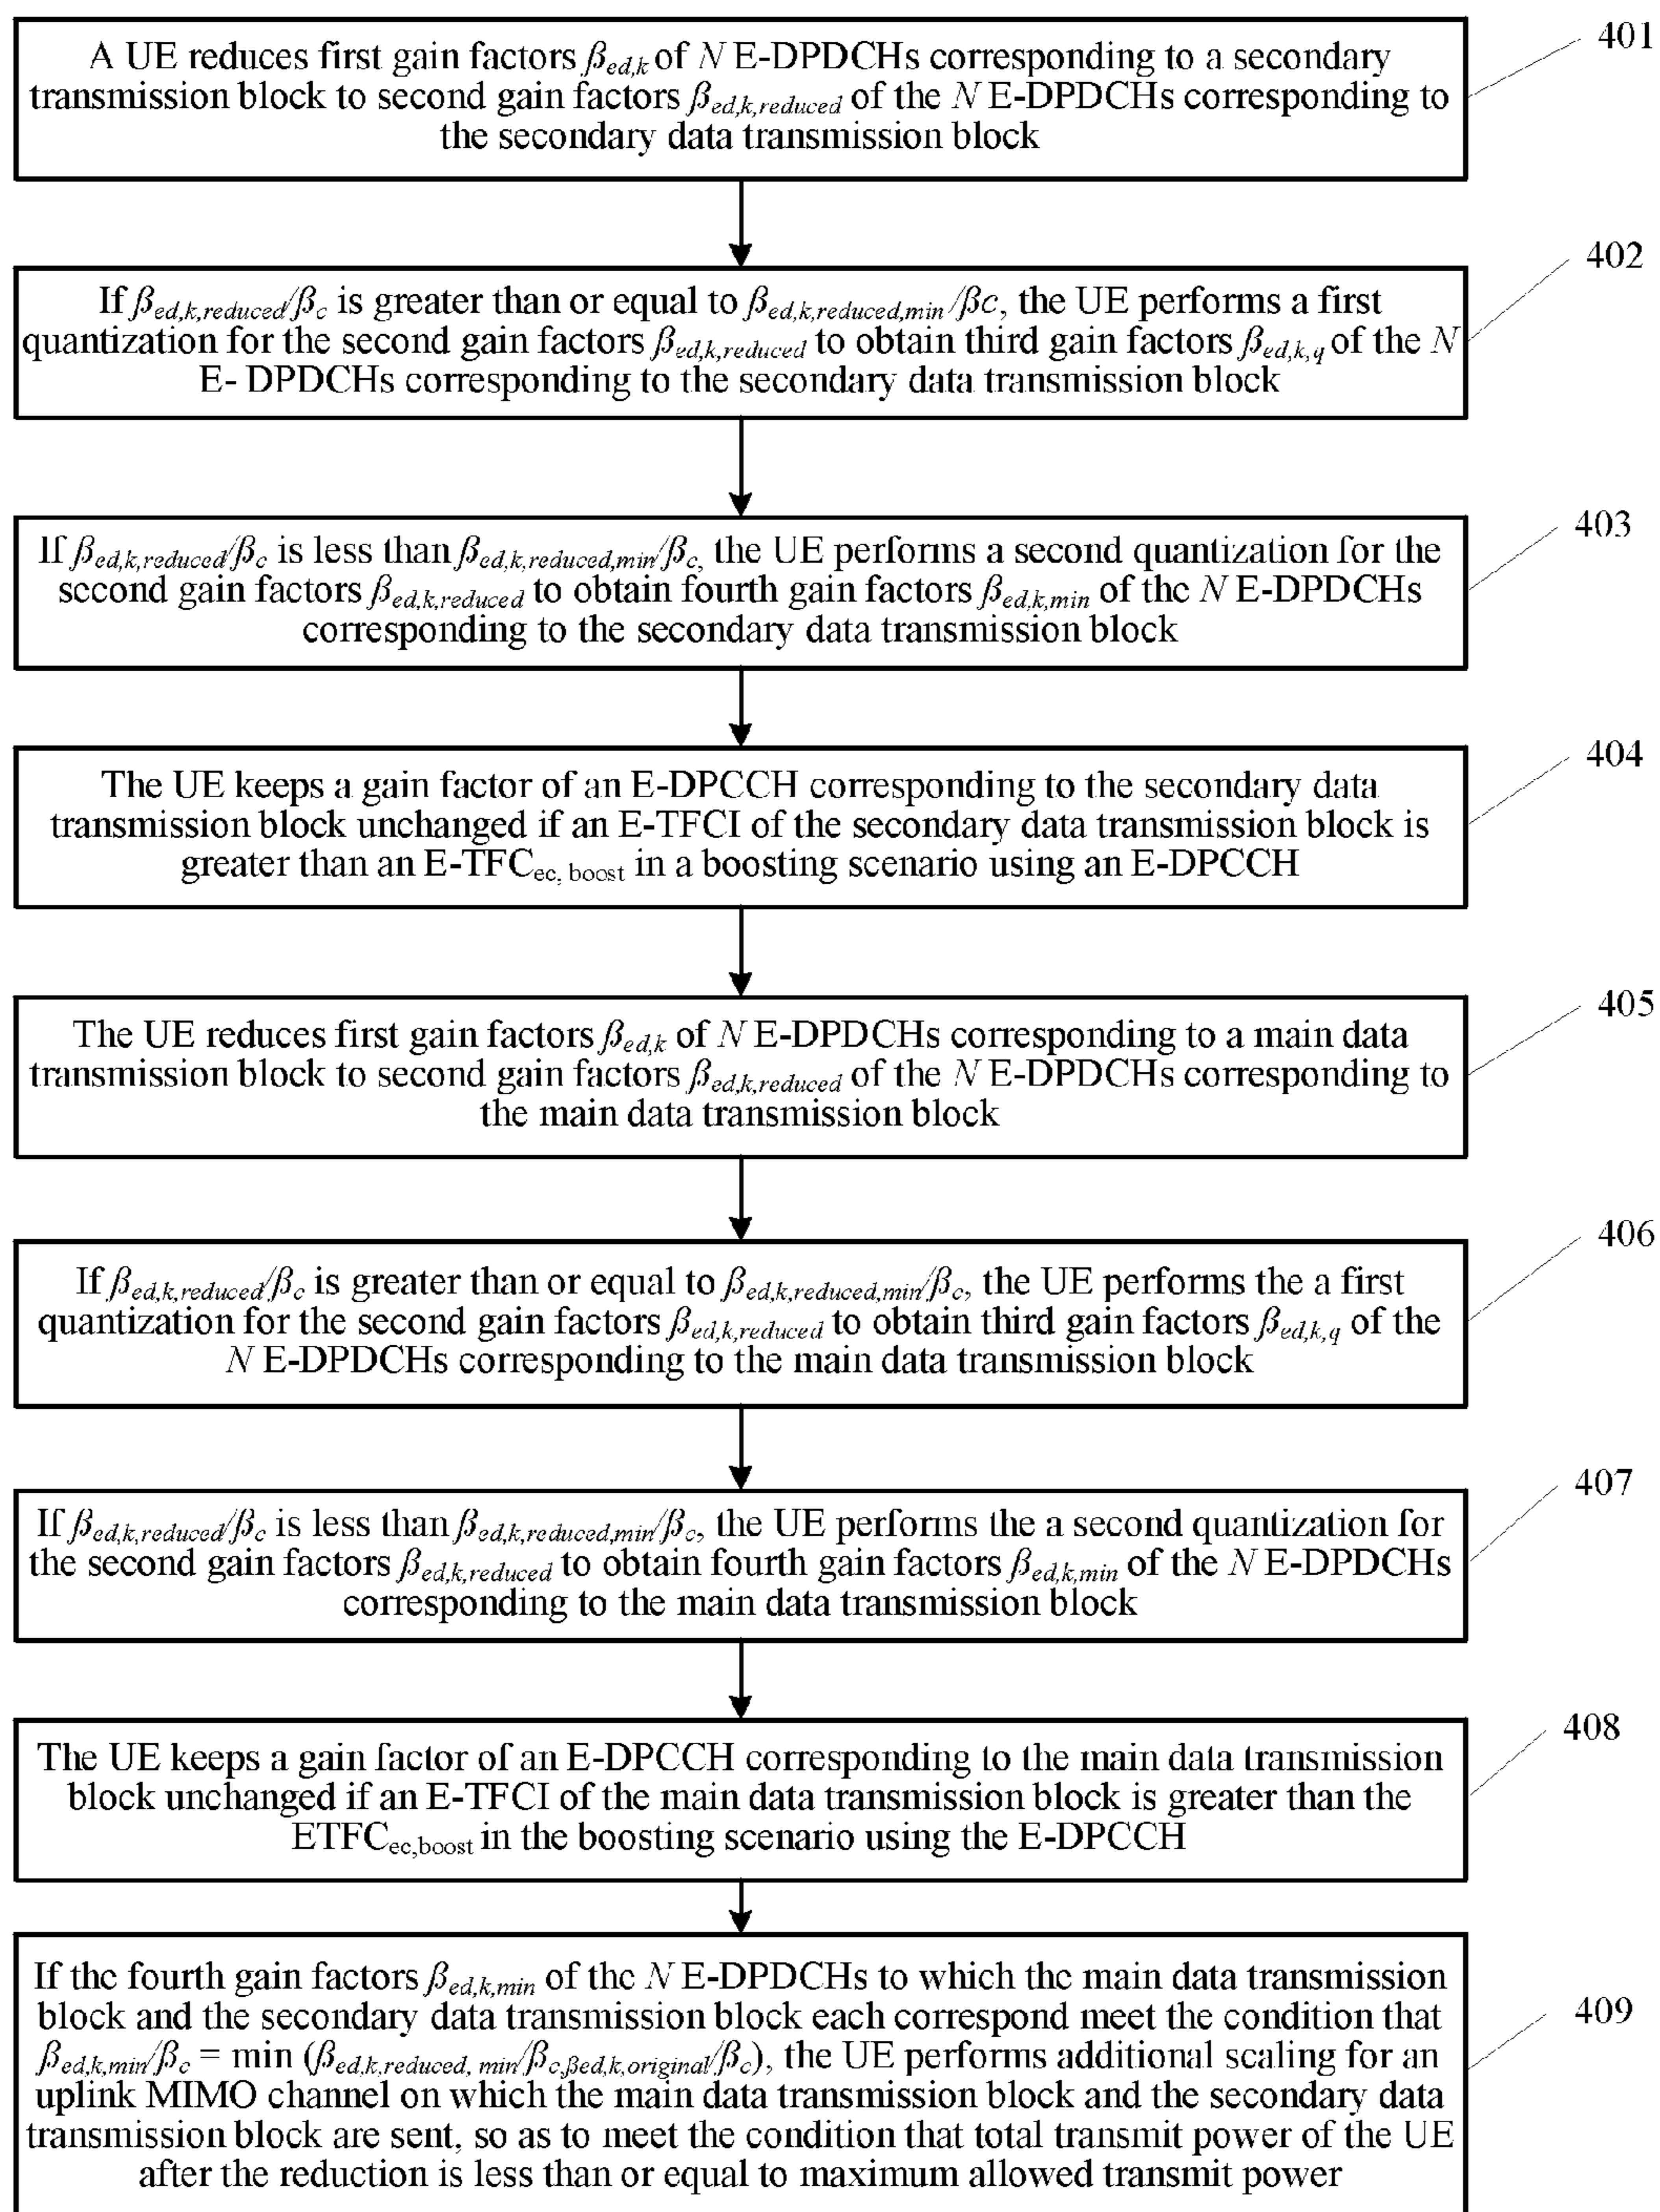 A UE reduces first gain factors βed,k of N E-DPDCHs corresponding to a secondary
transmission block to second gain factors βed,k,reduced of the N E-DPDCHs corresponding to
the secondary data transmission block
401
If βed,k,reduced/βc is greater than or equal to βed,k,reduced,min/βc, the UE performs a first
quantization for the second gain factors βed,k,reduced to obtain third gain factors βed,k,q of the N
E- DPDCHs corresponding to the secondary data transmission block
402
If βed,k,reduced/βc is less than βed,k,reduced,min/βc, the UE performs a second quantization for the
second gain factors βed,k,reduced to obtain fourth gain factors βed,k,min of the N E-DPDCHs
corresponding to the secondary data transmission block
403
The UE keeps a gain factor of an E-DPCCH corresponding to the secondary data
transmission block unchanged if an E-TFCI of the secondary data transmission block is
greater than an E-TFCec, boost in a boosting scenario using an E-DPCCH
404
The UE reduces first gain factors βed,k of N E-DPDCHs corresponding to a main data
transmission block to second gain factors βed,k,reduced of the N E-DPDCHs corresponding to
the main data transmission block
405
If βed,k,reduced/βc is greater than or equal to βed,k,reduced,min/βc, the UE performs the a first
quantization for the second gain factors βed,k,reduced to obtain third gain factors βed,k,q of the
N E-DPDCHs corresponding to the main data transmission block
406
If βed,k,reduced/βc is less than βed,k,reduced,min/βc, the UE performs the a second quantization for
the second gain factors βed,k,reduced to obtain fourth gain factors βed,k,min of the N E-DPDCHs
corresponding to the main data transmission block
407
The UE keeps a gain factor of an E-DPCCH corresponding to the main data transmission
block unchanged if an E-TFCI of the main data transmission block is greater than the
ETFCec,boost in the boosting scenario using the E-DPCCH
408
If the fourth gain factors βed,k,min of the N E-DPDCHs to which the main data transmission
block and the secondary data transmission block each correspond meet the condition that
βed,k,min/βc = min (βed,k,reduced, min/βc,βed,k,original/βc), the UE performs additional scaling for an
uplink MIMO channel on which the main data transmission block and the secondary data
transmission block are sent, so as to meet the condition that total transmit power of the UE
after the reduction is less than or equal to maximum allowed transmit power
409